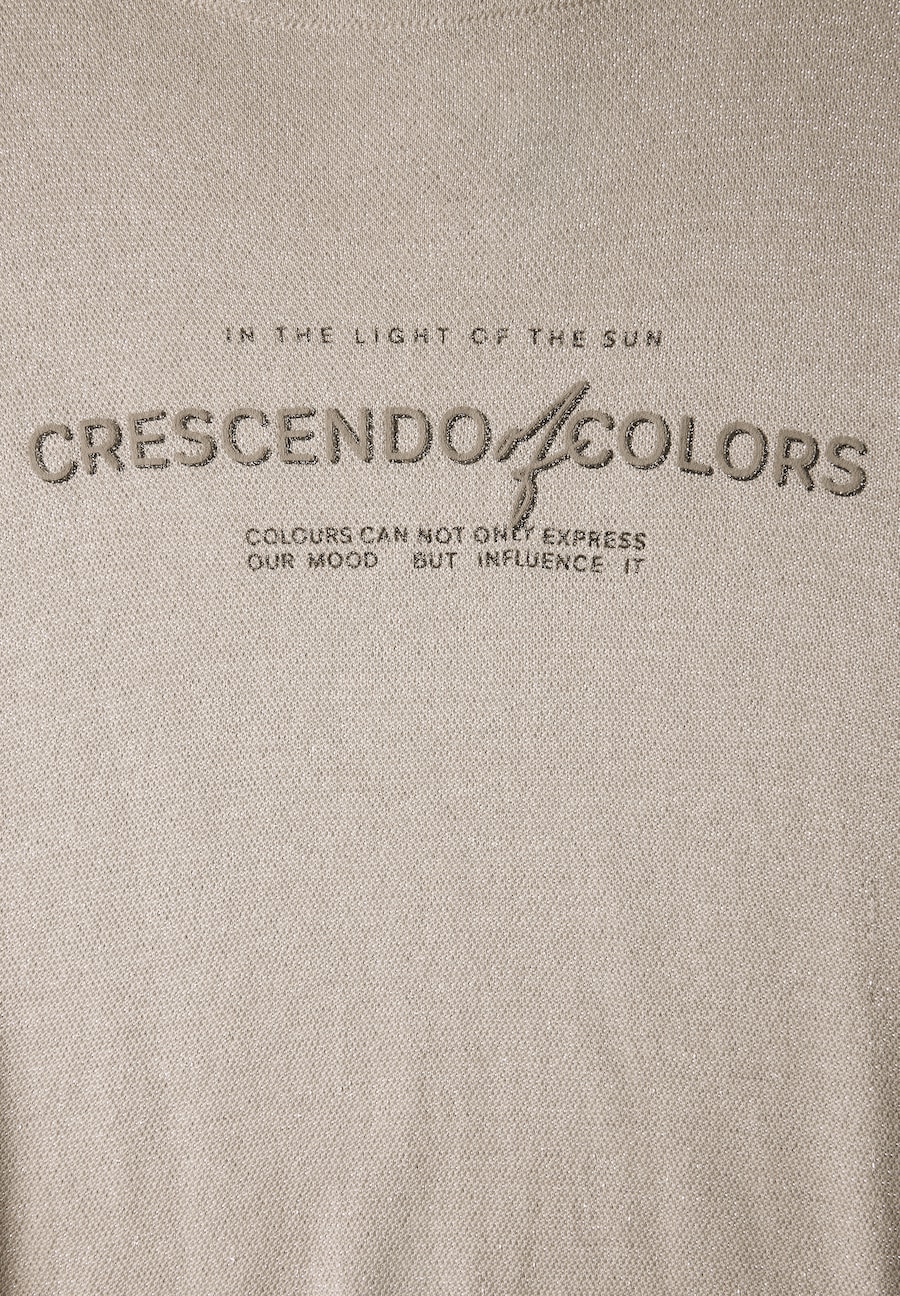 IN THE LIGHT OF THE SUN
CRESCENDO of COLORS
COLOURS CAN NOT ONLY EXPRESS
OUR MOOD BUT INFLUENCE IT